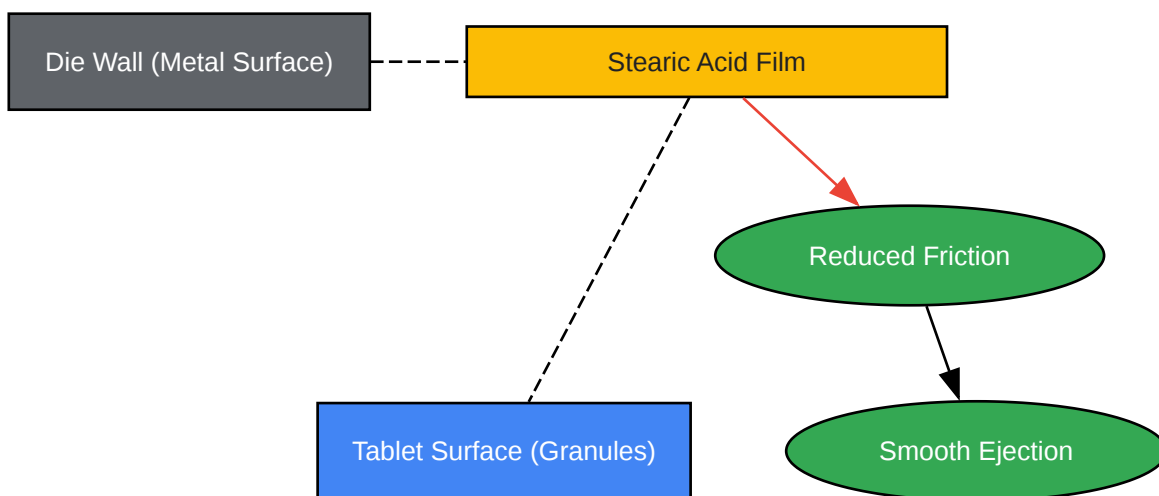 Die Wall (Metal Surface)
Stearic Acid Film
Reduced Friction
Tablet Surface (Granules)
Smooth Ejection